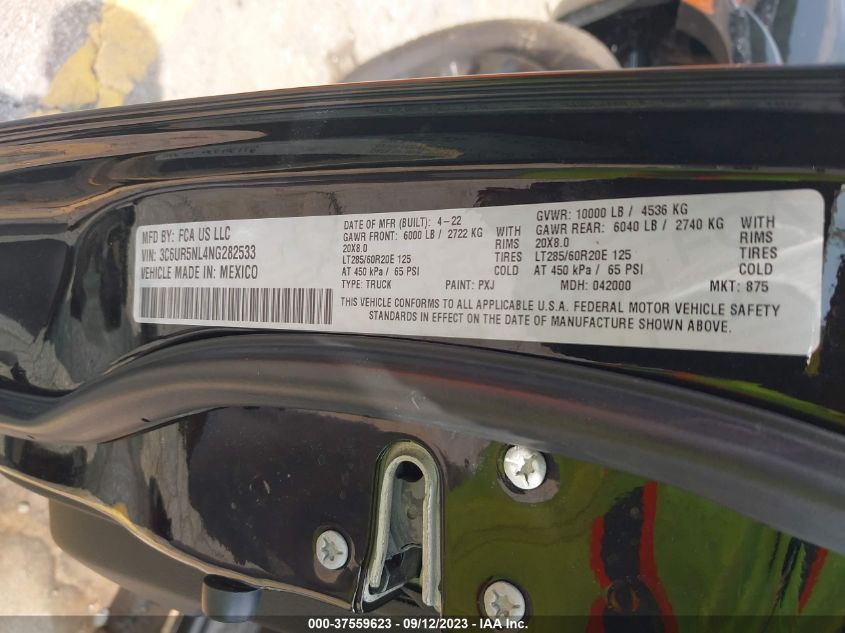 MFD BY: FCA US LLC
VIN: 3C6UR5NL4NG282533
VEHICLE MADE IN: MEXICO
DATE OF MFR (BUILT): 4-22
GAWR FRONT: 6000 LB / 2722 KG WITH
20X8.0 RIMS
LT285/60R20E 125 TIRES
AT 450 kPa / 65 PSI COLD
TYPE: TRUCK PAINT: PXJ
GVWR: 10000 LB / 4536 KG
GAWR REAR: 6040 LB / 2740 KG WITH
20X8.0 RIMS
LT285/60R20E 125 TIRES
AT 450 kPa / 65 PSI COLD
MDH: 042000 MKT: 875
THIS VEHICLE CONFORMS TO ALL APPLICABLE U.S.A. FEDERAL MOTOR VEHICLE SAFETY
STANDARDS IN EFFECT ON THE DATE OF MANUFACTURE SHOWN ABOVE.
000-37559623 - 09/12/2023 - IAAI Inc.